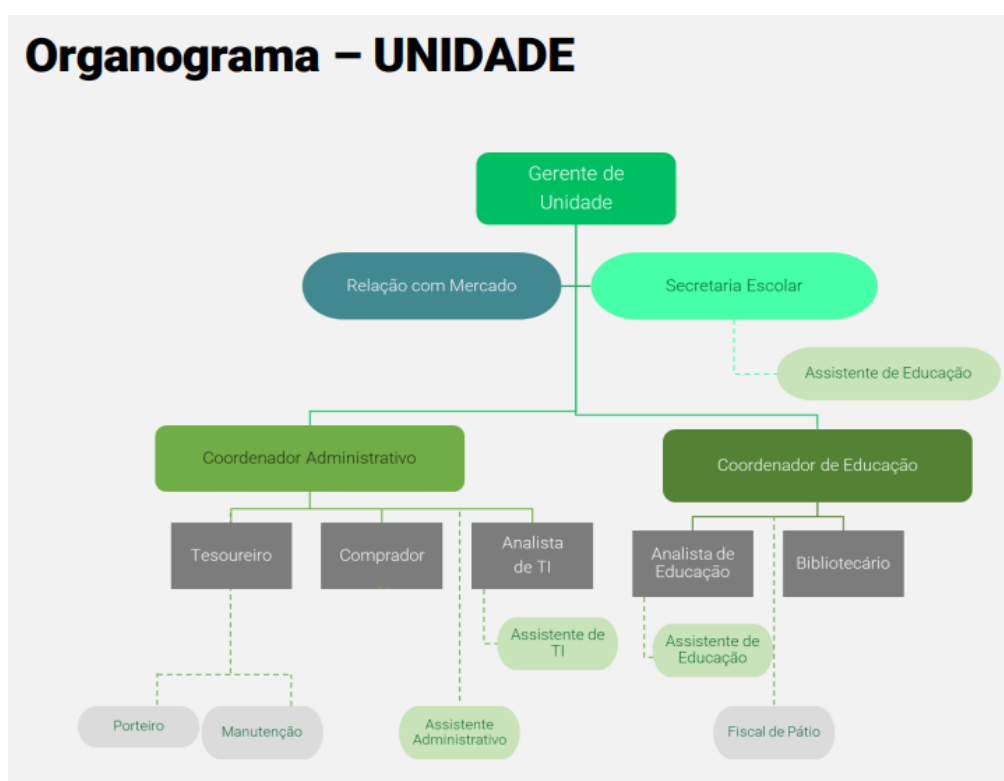 Organograma – UNIDADE
Gerente de
Unidade
Relação com Mercado
Secretaria Escolar
Assistente de Educação
Coordenador Administrativo
Coordenador de Educação
Tesoureiro
Comprador
Analista
de TI
Analista de
Educação
Bibliotecário
Assistente de
TI
Assistente de
Educação
Porteiro
Manutenção
Assistente
Administrativo
Fiscal de Pátio